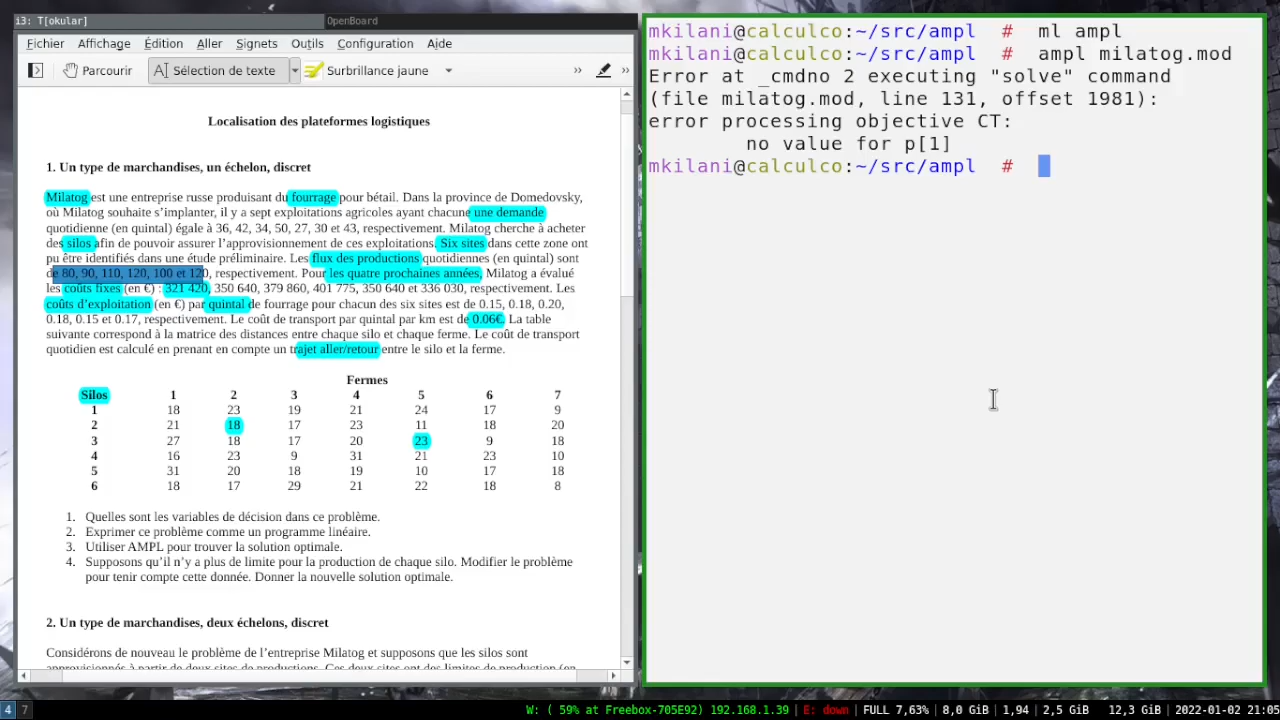 i3: T[okular]
OpenBoard
Fichier Affichage Édition Aller Signets Outils Configuration Aide
Parcourir Sélection de texte Surbrillance jaune » »
Localisation des plateformes logistiques
1. Un type de marchandises, un échelon, discret
Milatog est une entreprise russe produisant du fourrage pour bétail. Dans la province de Domedovsky,
où Milatog souhaite s'implanter, il y a sept exploitations agricoles ayant chacune une demande
quotidienne (en quintal) égale à 36, 42, 34, 50, 27, 30 et 43, respectivement. Milatog cherche à acheter
des silos afin de pouvoir assurer l'approvisionnement de ces exploitations. Six sites dans cette zone ont
pu être identifiés dans une étude préliminaire. Les flux des productions quotidiennes (en quintal) sont
de 80, 90, 110, 120, 100 et 120, respectivement. Pour les quatre prochaines années, Milatog a évalué
les coûts fixes (en €) : 321 420, 350 640, 379 860, 401 775, 350 640 et 336 030, respectivement. Les
coûts d'exploitation (en €) par quintal de fourrage pour chacun des six sites est de 0.15, 0.18, 0.20,
0.18, 0.15 et 0.17, respectivement. Le coût de transport par quintal par km est de 0.06€. La table
suivante correspond à la matrice des distances entre chaque silo et chaque ferme. Le coût de transport
quotidien est calculé en prenant en compte un trajet aller/retour entre le silo et la ferme.
Fermes
Silos 1 2 3 4 5 6 7
1 18 23 19 21 24 17 9
2 21 18 17 23 11 18 20
3 27 18 17 20 23 9 18
4 16 23 9 31 21 23 10
5 31 20 18 19 10 17 18
6 18 17 29 21 22 18 8
1. Quelles sont les variables de décision dans ce problème.
2. Exprimer ce problème comme un programme linéaire.
3. Utiliser AMPL pour trouver la solution optimale.
4. Supposons qu'il n'y a plus de limite pour la production de chaque silo. Modifier le problème
pour tenir compte cette donnée. Donner la nouvelle solution optimale.
2. Un type de marchandises, deux échelons, discret
Considérons de nouveau le problème de l'entreprise Milatog et supposons que les silos sont
approvisionnés à partir de deux sites de productions. Ces deux sites ont des limites de production (en
mkilani@calculco:~/src/ampl # ml ampl
mkilani@calculco:~/src/ampl # ampl milatog.mod
Error at _cmdno 2 executing "solve" command
(file milatog.mod, line 131, offset 1981):
error processing objective CT:
no value for p[1]
mkilani@calculco:~/src/ampl #
4 7 W: ( 59% at Freebox-705E92) 192.168.1.39 | E: down | FULL 7,63% | 8,0 GiB | 1,94 | 2,5 GiB | 12,3 GiB | 2022-01-02 21:05